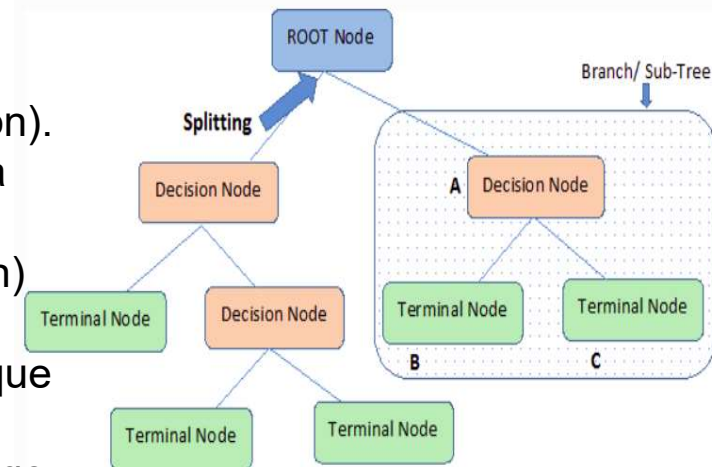 ROOT Node
Branch/ Sub-Tree
Splitting
on).
a
A Decision Node
Decision Node
n)
Terminal Node
Decision Node
Terminal Node
Terminal Node
B
C
que
Terminal Node
Terminal Node